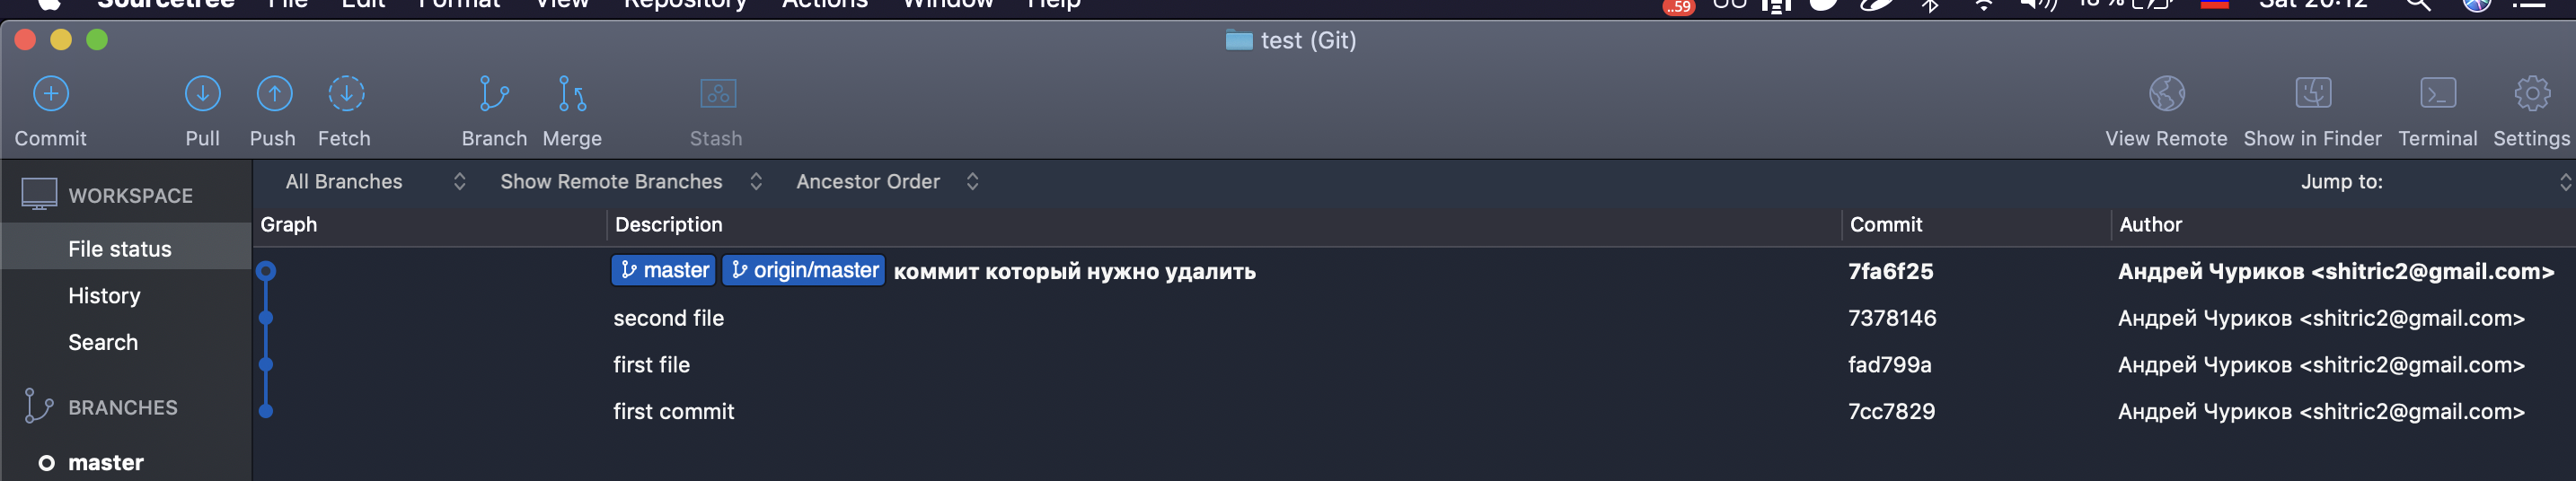 Sourcetree File Edit Format View Repository Actions Window Help ..59 18 % Sat 20:12
test (Git)
Commit Pull Push Fetch Branch Merge Stash View Remote Show in Finder Terminal Settings
WORKSPACE All Branches Show Remote Branches Ancestor Order Jump to:
Graph Description Commit Author
File status
master origin/master коммит который нужно удалить 7fa6f25 Андрей Чуриков <shitric2@gmail.com>
History
second file 7378146 Андрей Чуриков <shitric2@gmail.com>
Search
first file fad799a Андрей Чуриков <shitric2@gmail.com>
BRANCHES
first commit 7cc7829 Андрей Чуриков <shitric2@gmail.com>
master